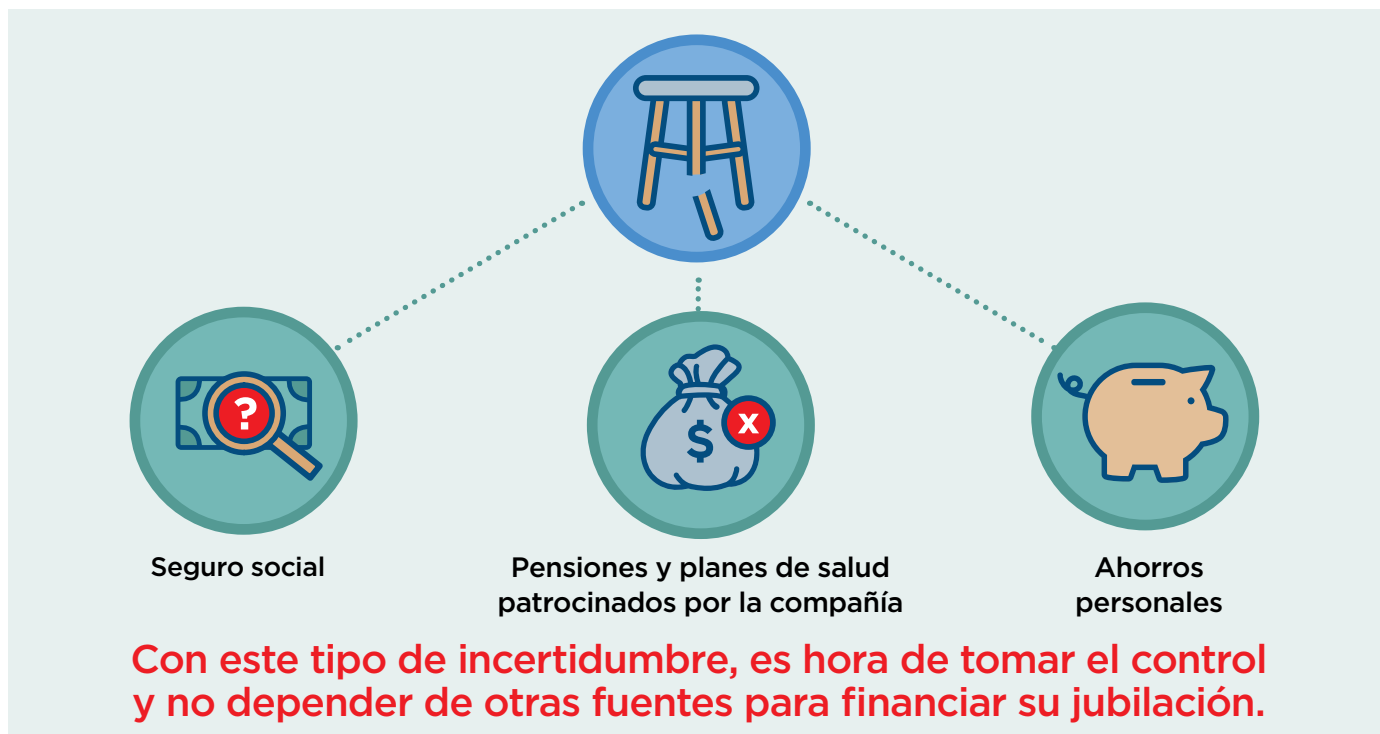 ?
$
x
Seguro social
Pensiones y planes de salud
patrocinados por la compañía
Ahorros
personales
Con este tipo de incertidumbre, es hora de tomar el control
y no depender de otras fuentes para financiar su jubilación.